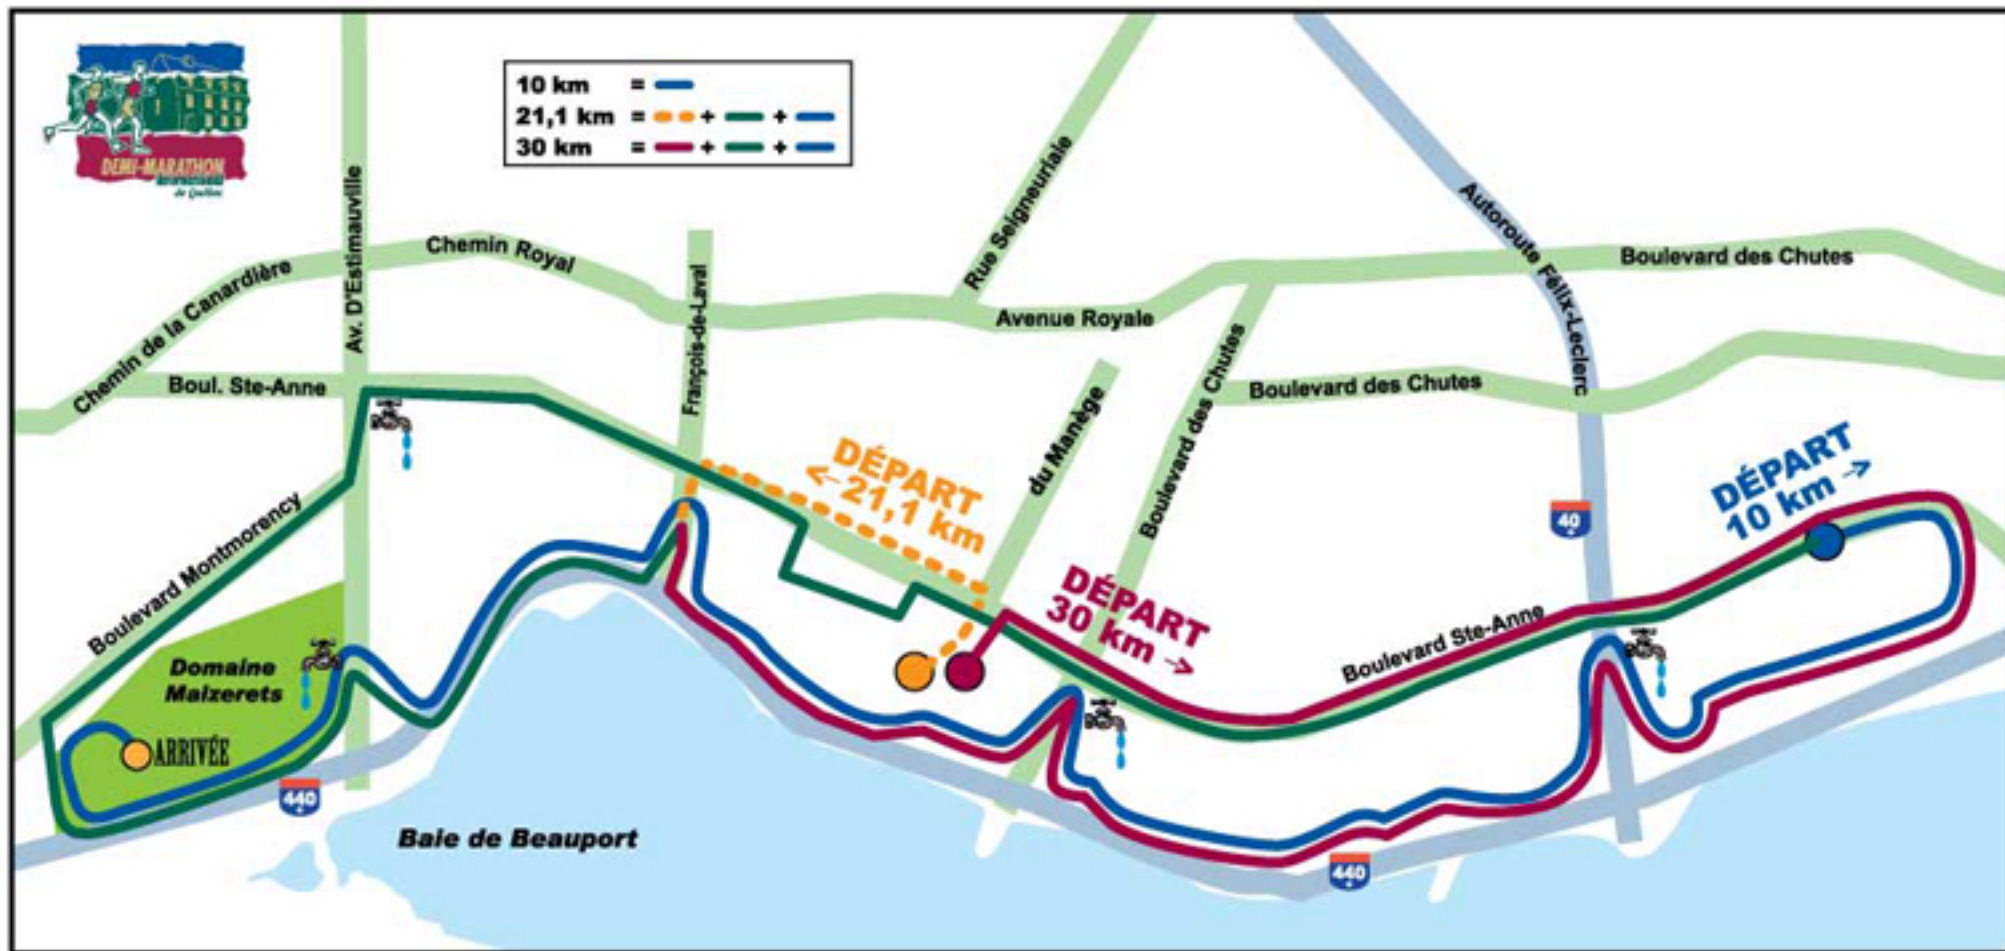 DEMI-MARATHON
de Québec
10 km =
21,1 km = + +
30 km = + +
Av. D'Estimauville
Chemin Royal
Chemin de la Canardière
Boul. Ste-Anne
François-de-Laval
Rue Seigneuriale
Avenue Royale
Autoroute Félix-Leclerc
Boulevard des Chutes
Boulevard des Chutes
Boulevard des Chutes
du Manège
DÉPART
←21,1 km
DÉPART
30 km →
DÉPART
10 km →
40
Boulevard Ste-Anne
Boulevard Montmorency
Domaine
Maizerets
ARRIVÉE
440
Baie de Beauport
440